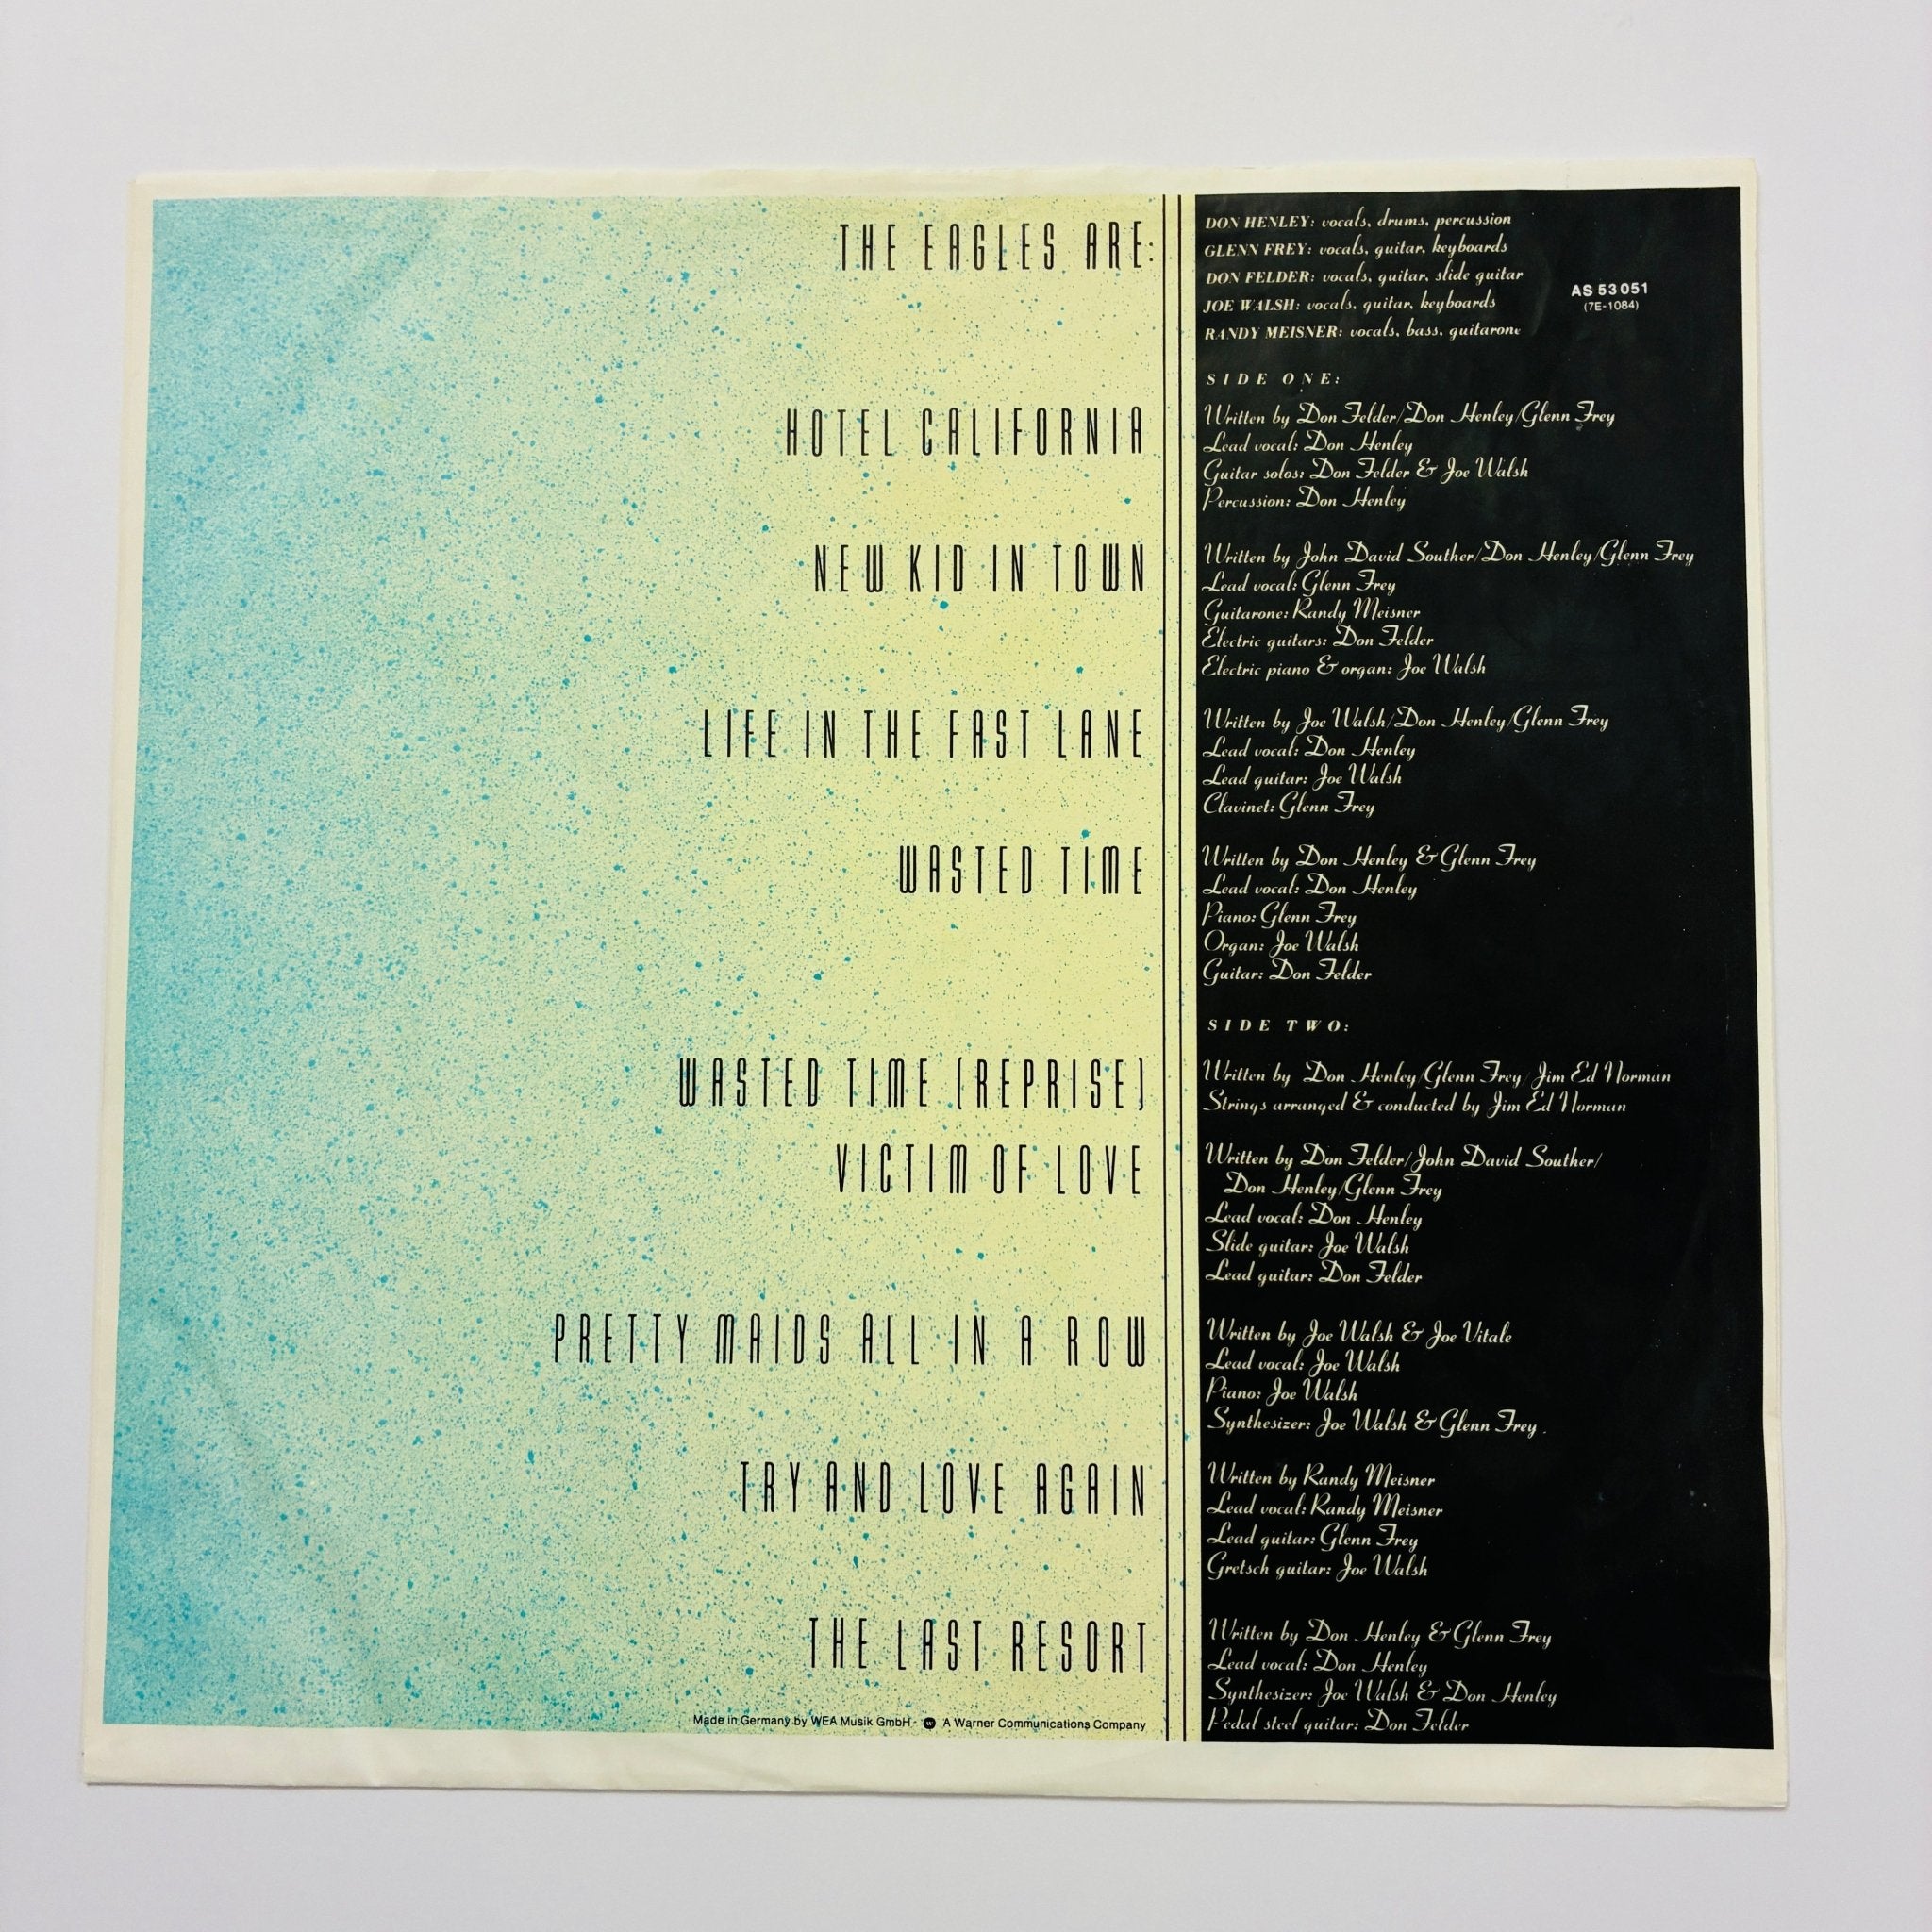 THE EAGLES ARE:
DON HENLEY: vocals, drums, percussion
GLENN FREY: vocals, guitar, keyboards
DON FELDER: vocals, guitar, slide guitar
JOE WALSH: vocals, guitar, keyboards
RANDY MEISNER: vocals, bass, guitarone
AS 53 051
(7E-1084)
SIDE ONE:
HOTEL CALIFORNIA
Written by Don Felder/Don Henley/Glenn Frey
Lead vocal: Don Henley
Guitar solos: Don Felder & Joe Walsh
Percussion: Don Henley
NEW KID IN TOWN
Written by John David Souther/Don Henley/Glenn Frey
Lead vocal: Glenn Frey
Guitarone: Randy Meisner
Electric guitars: Don Felder
Electric piano & organ: Joe Walsh
LIFE IN THE FAST LANE
Written by Joe Walsh/Don Henley/Glenn Frey
Lead vocal: Don Henley
Lead guitar: Joe Walsh
Clavinet: Glenn Frey
WASTED TIME
Written by Don Henley & Glenn Frey
Lead vocal: Don Henley
Piano: Glenn Frey
Organ: Joe Walsh
Guitar: Don Felder
SIDE TWO:
WASTED TIME (REPRISE)
Written by Don Henley/Glenn Frey/Jim Ed Norman
Strings arranged & conducted by Jim Ed Norman
VICTIM OF LOVE
Written by Don Felder/John David Souther/
Don Henley/Glenn Frey
Lead vocal: Don Henley
Slide guitar: Joe Walsh
Lead guitar: Don Felder
PRETTY MAIDS ALL IN A ROW
Written by Joe Walsh & Joe Vitale
Lead vocal: Joe Walsh
Piano: Joe Walsh
Synthesizer: Joe Walsh & Glenn Frey.
TRY AND LOVE AGAIN
Written by Randy Meisner
Lead vocal: Randy Meisner
Lead guitar: Glenn Frey
Gretsch guitar: Joe Walsh
THE LAST RESORT
Written by Don Henley & Glenn Frey
Lead vocal: Don Henley
Synthesizer: Joe Walsh & Don Henley
Pedal steel guitar: Don Felder
Made in Germany by WEA Musik GmbH - W A Warner Communications Company